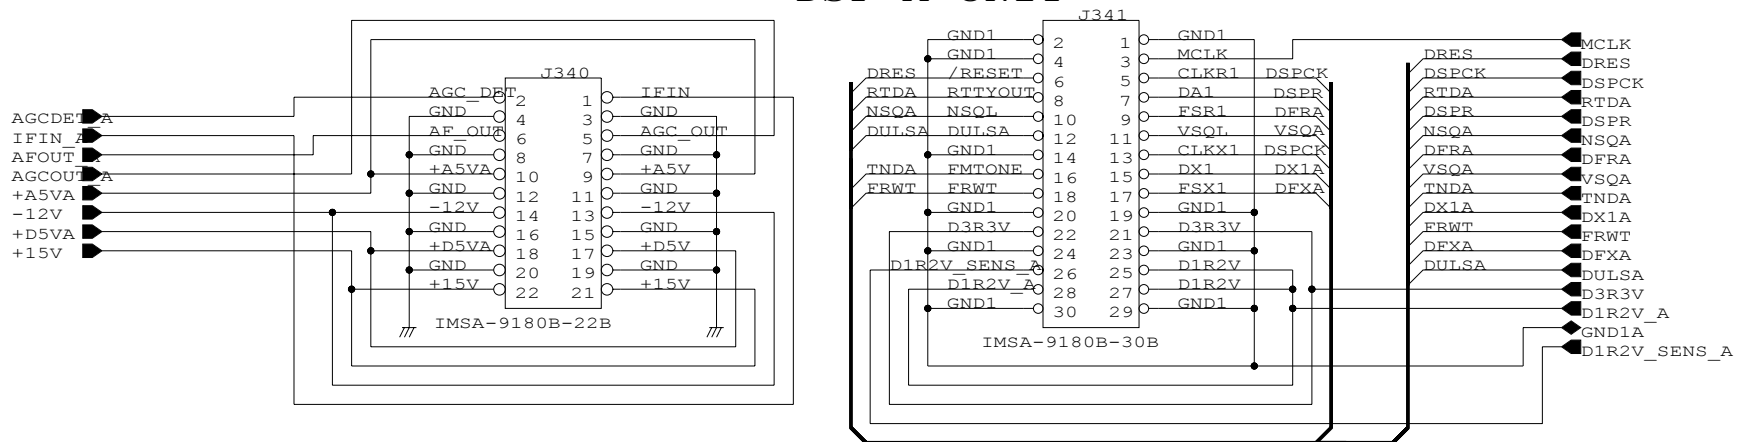 J341
J340
AGCDET_A
IFIN_A
AFOUT_A
AGCOUT_A
+A5VA
-12V
+D5VA
+15V
AGC_DET 2 1 IFIN
GND 4 3 GND
AF_OUT 6 5 AGC_OUT
GND 8 7 GND
+A5VA 10 9 +A5V
GND 12 11 GND
-12V 14 13 -12V
GND 16 15 GND
+D5VA 18 17 +D5V
GND 20 19 GND
+15V 22 21 +15V
IMSA-9180B-22B
GND1 2 1 GND1
GND1 4 3 MCLK
DRES /RESET 6 5 CLKR1 DSPCK
RTDA RTTYOUT 8 7 DA1 DSPR
NSQA NSQL 10 9 FSR1 DFRA
DULSA DULSA 12 11 VSQL VSQA
GND1 14 13 CLKX1 DSPCK
TNDA FMTONE 16 15 DX1 DX1A
FRWT FRWT 18 17 FSX1 DFXA
GND1 20 19 GND1
D3R3V 22 21 D3R3V
GND1 24 23 GND1
D1R2V_SENS_A 26 25 D1R2V
D1R2V_A 28 27 D1R2V
GND1 30 29 GND1
IMSA-9180B-30B
DRES
DSPCK
RTDA
DSPR
NSQA
DFRA
VSQA
TNDA
DX1A
FRWT
DFXA
DULSA
MCLK
DRES
DSPCK
RTDA
DSPR
NSQA
DFRA
VSQA
TNDA
DX1A
FRWT
DFXA
DULSA
D3R3V
D1R2V_A
GND1A
D1R2V_SENS_A